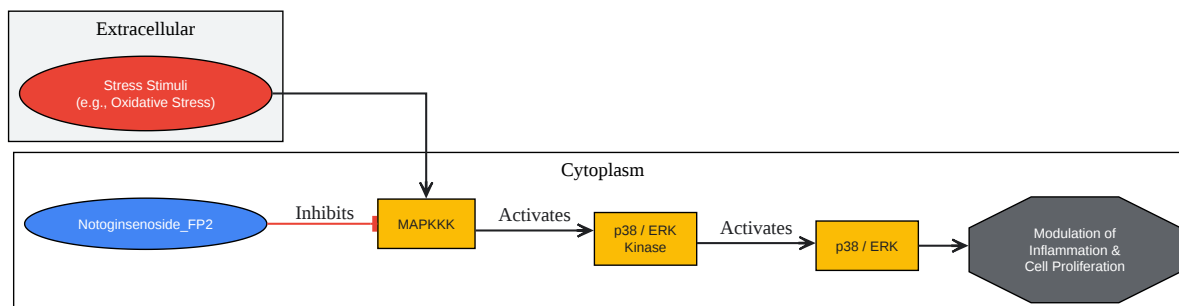 Extracellular
Stress Stimuli
(e.g., Oxidative Stress)
Cytoplasm
Notoginsenoside_FP2
Inhibits
MAPKKK
Activates
p38 / ERK
Kinase
Activates
p38 / ERK
Modulation of
Inflammation &
Cell Proliferation